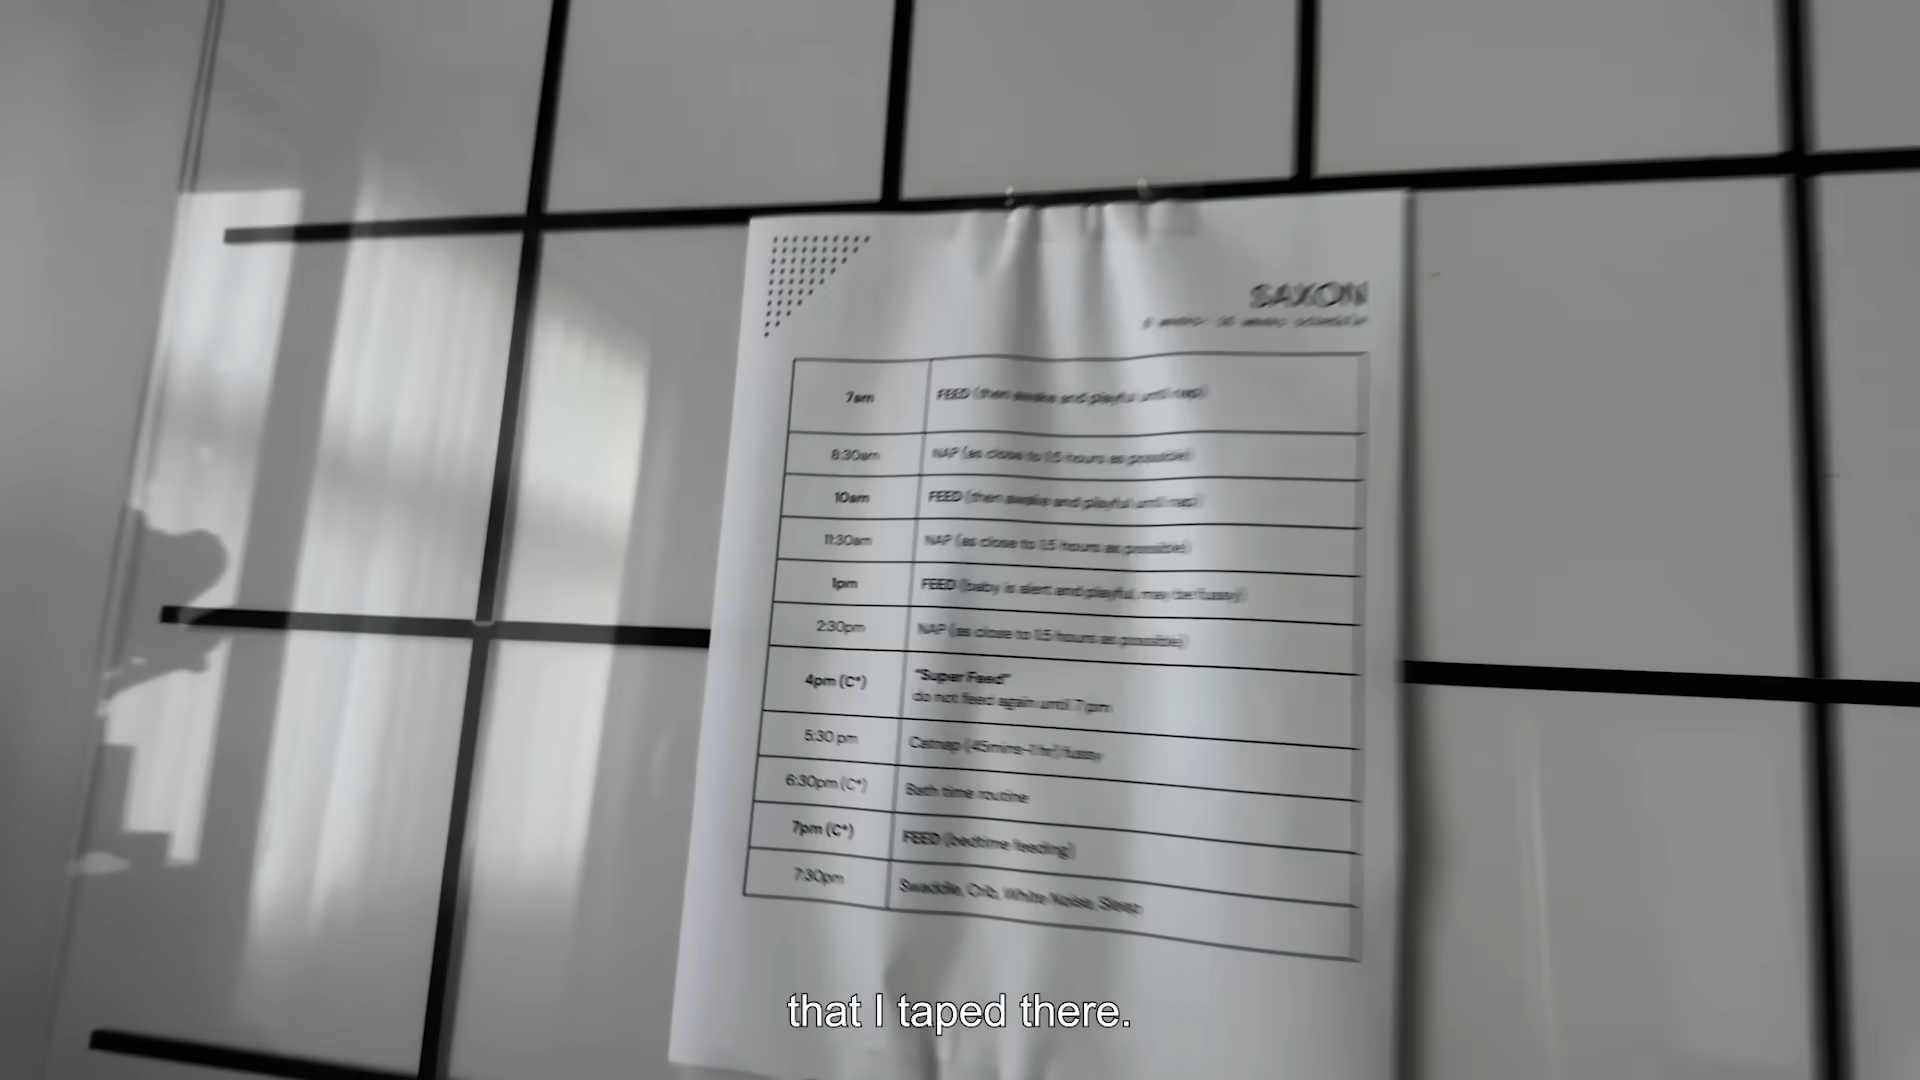 SAXON
7am FEED (then awake and playful until nap)
8:30am NAP (as close to 1.5 hours as possible)
10am FEED (then awake and playful until nap)
11:30am NAP (as close to 1.5 hours as possible)
1pm FEED (baby is alert and playful, may be fussy)
2:30pm NAP (as close to 1.5 hours as possible)
4pm (C*) "Super Feed"
do not feed again until 7 pm
5:30 pm Catnap (45mins-1 hr) fussy
6:30pm (C*) Bath time routine
7pm (C*) FEED (bedtime feeding)
7:30pm Swaddle, Crib, White Noise, Sleep
that I taped there.